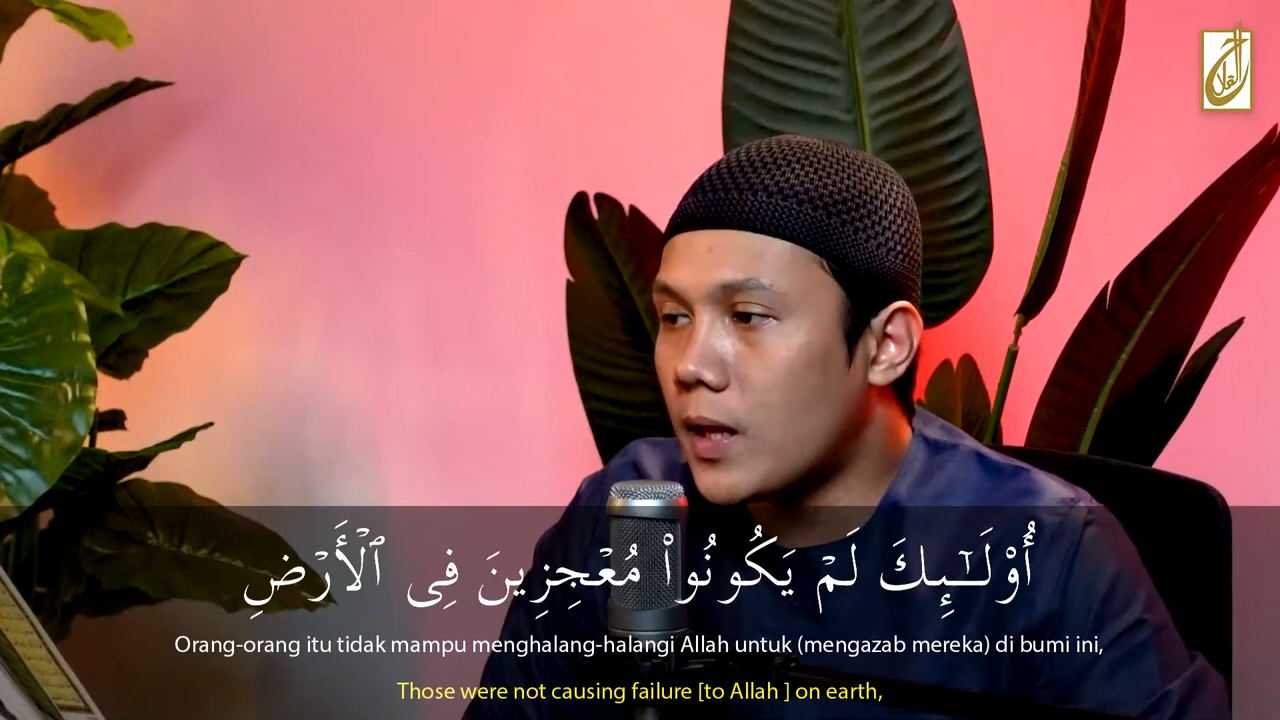 أُوْلَـٰٓئِكَ لَمْ يَكُونُوا۟ مُعْجِزِينَ فِى ٱلْأَرْضِ
Orang-orang itu tidak mampu menghalang-halangi Allah untuk (mengazab mereka) di bumi ini,
Those were not causing failure [to Allah ] on earth,